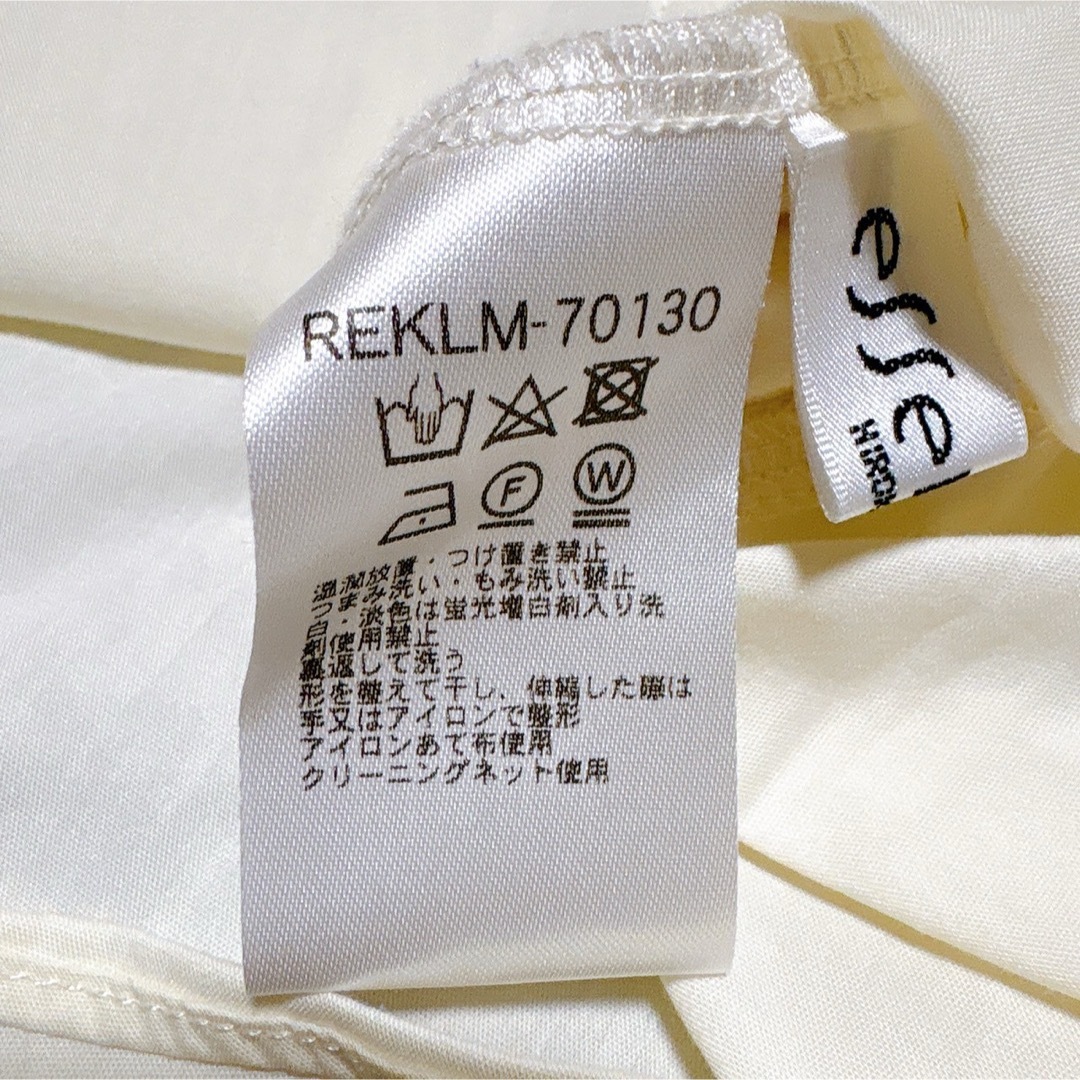 REKLM-70130
F W
湿潤放置・つけ置き禁止
つまみ洗い・もみ洗い禁止
白・淡色は蛍光増白剤入り洗
剤使用禁止
裏返して洗う
形を整えて干し、伸縮した際は
手又はアイロンで整形
アイロンあて布使用
クリーニングネット使用